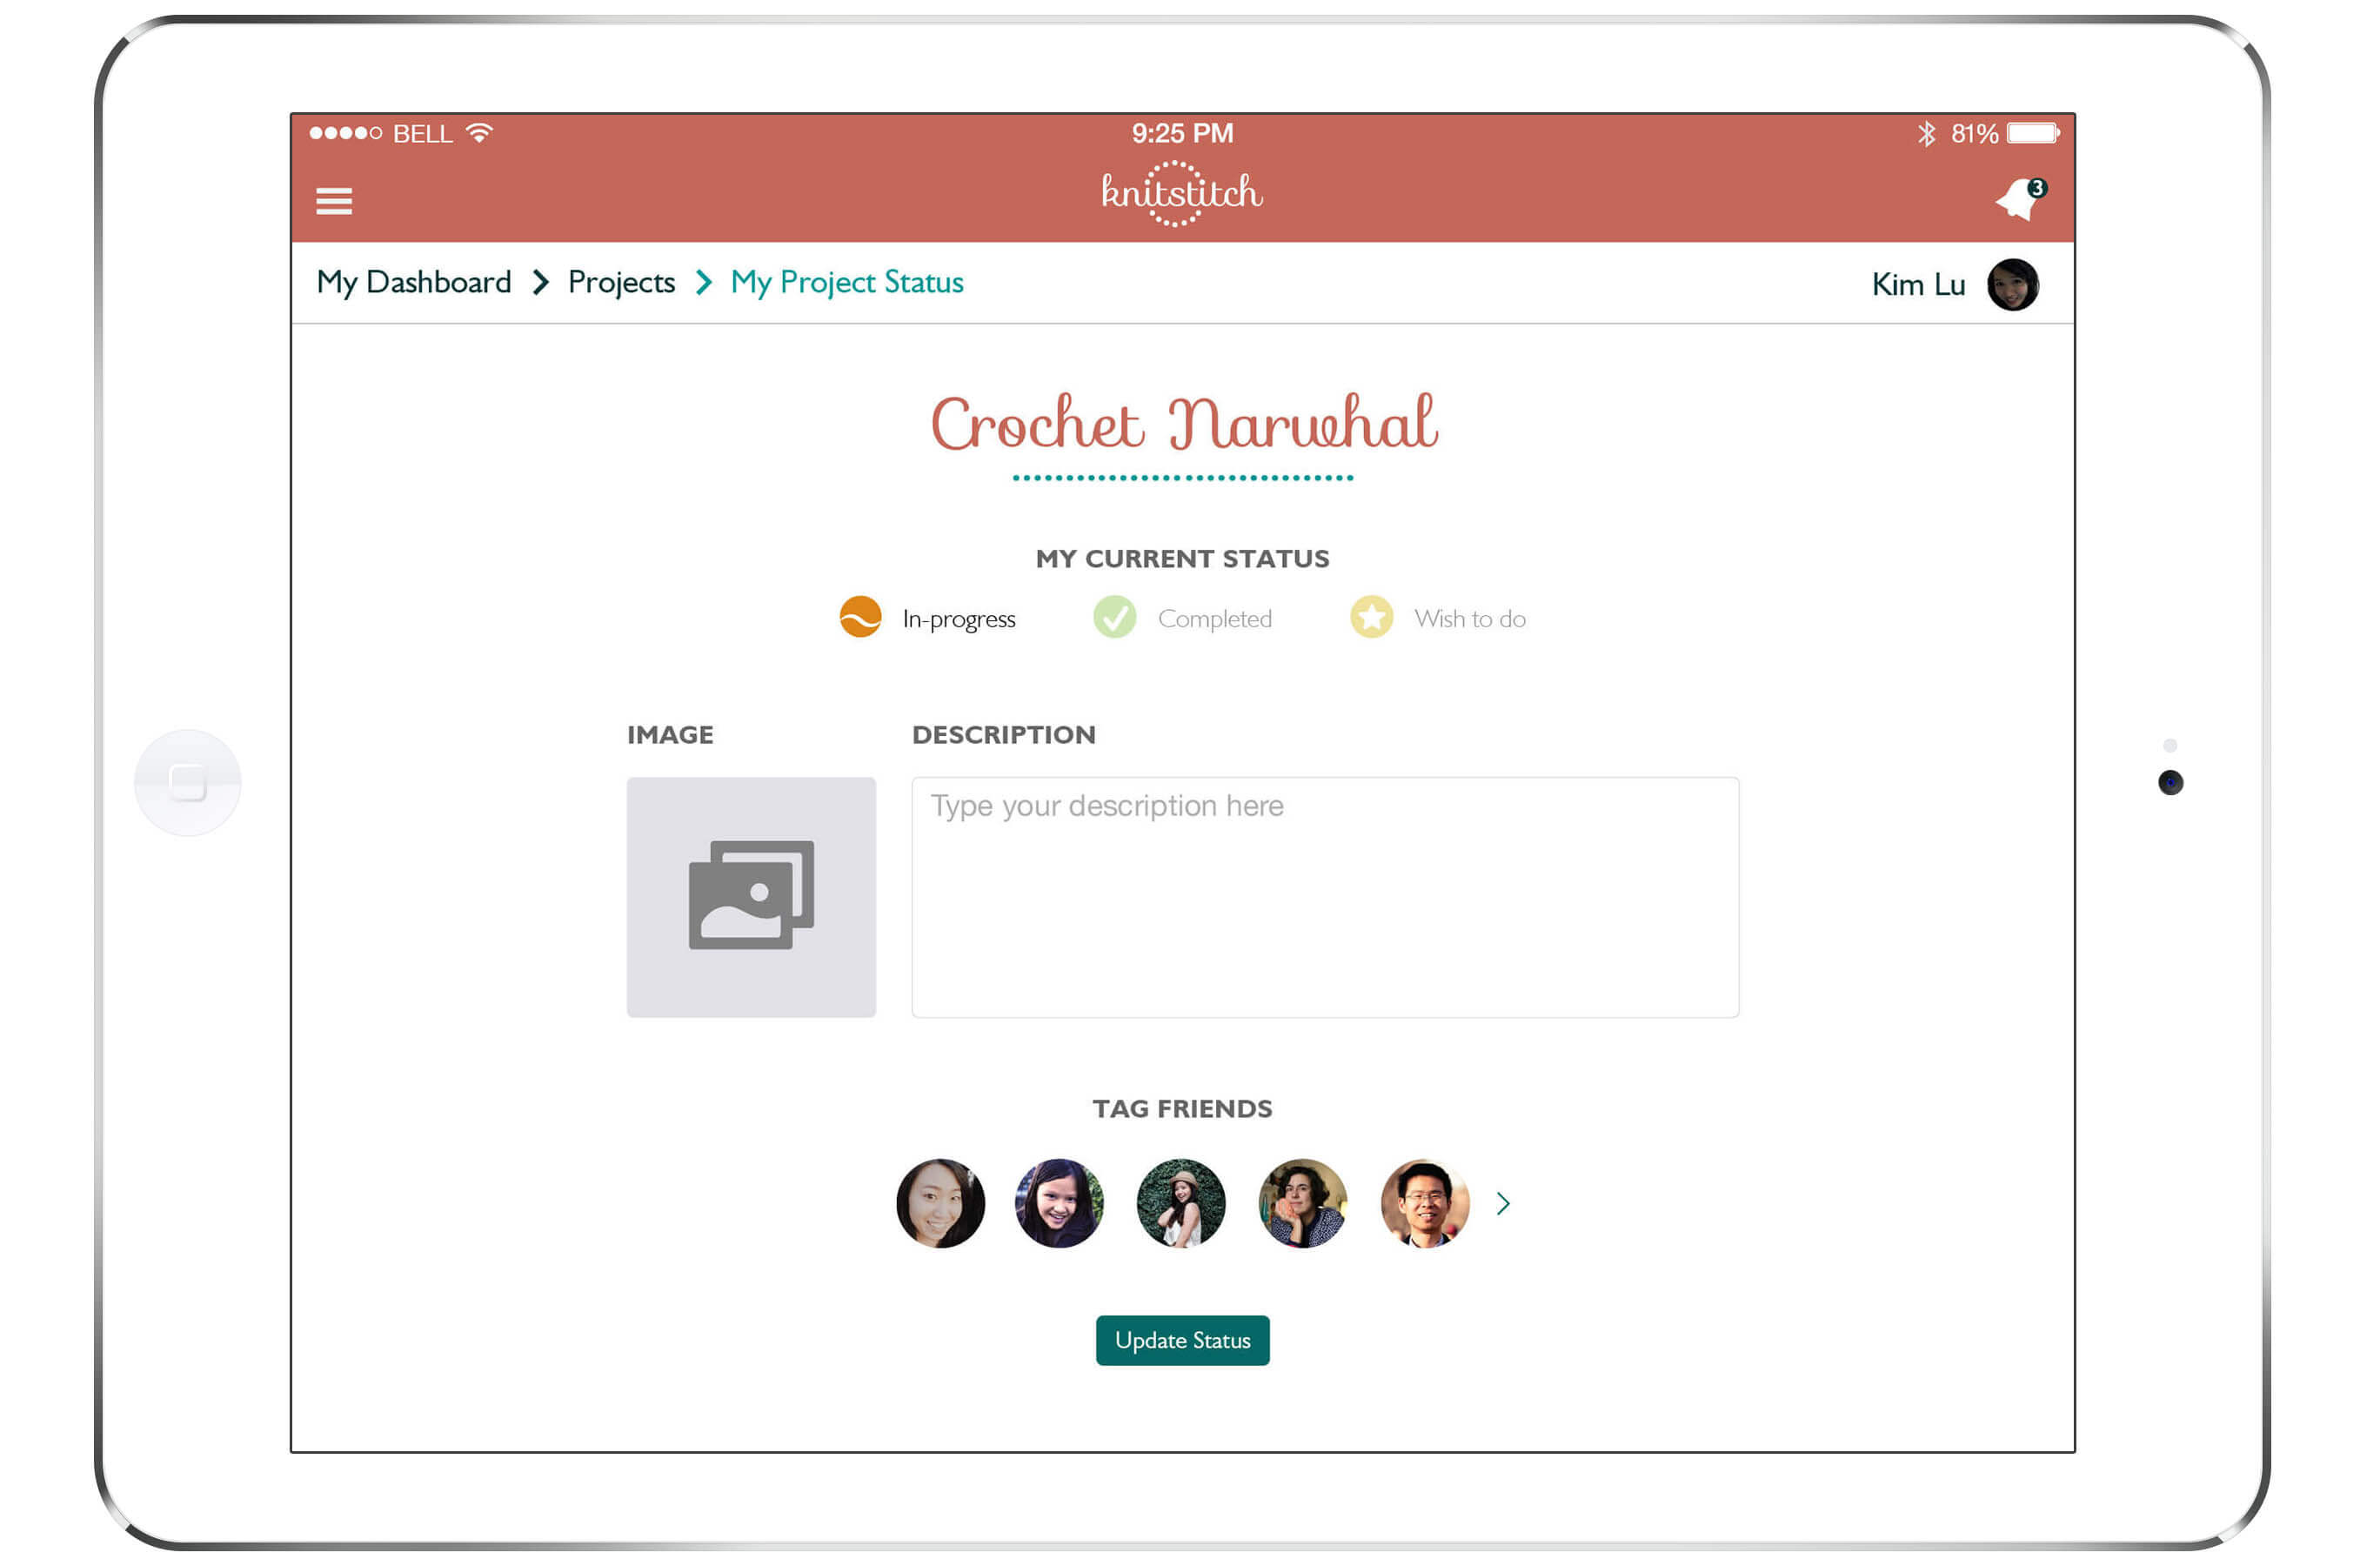 BELL 9:25 PM 81%
knitstitch
3
My Dashboard Projects My Project Status Kim Lu
Crochet Narwhal
MY CURRENT STATUS
In-progress Completed Wish to do
IMAGE DESCRIPTION
Type your description here
TAG FRIENDS
Update Status